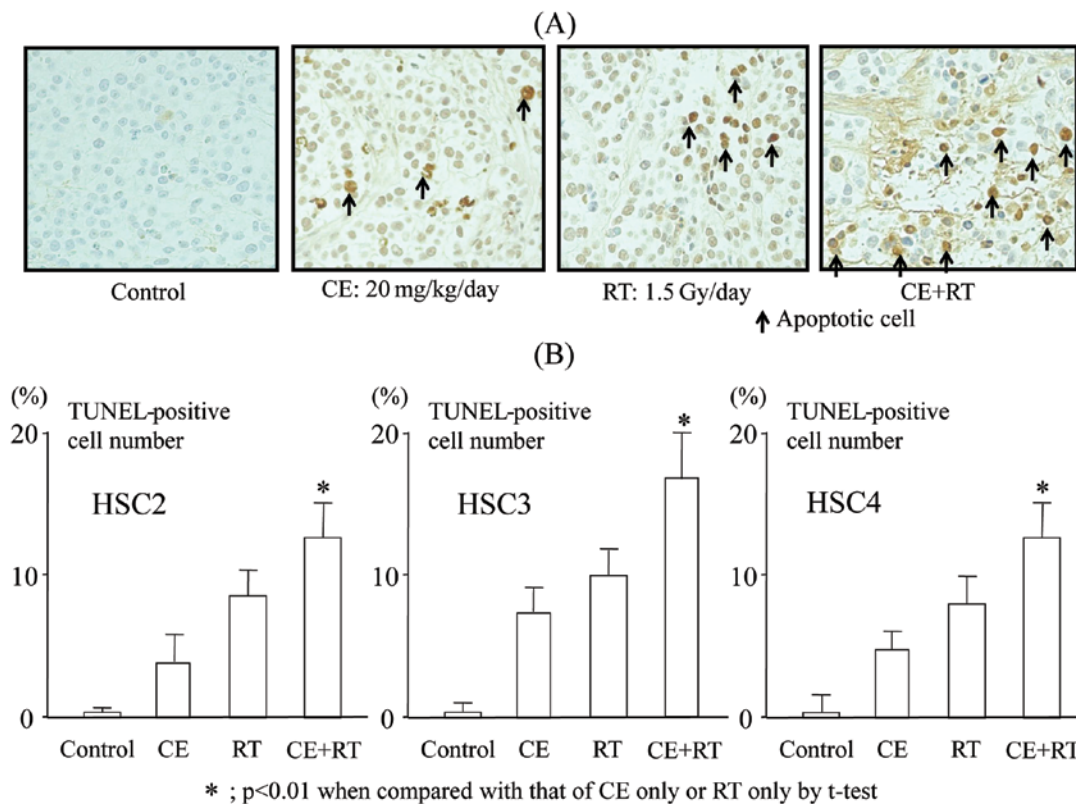 (A)
Control
CE: 20 mg/kg/day
RT: 1.5 Gy/day
CE+RT
Apoptotic cell
(B)
(%)
TUNEL-positive
cell number
20
HSC2
10
0
Control CE RT CE+RT
(%)
TUNEL-positive
cell number
20
HSC3
10
0
Control CE RT CE+RT
(%)
TUNEL-positive
cell number
20
HSC4
10
0
Control CE RT CE+RT
* ; p<0.01 when compared with that of CE only or RT only by t-test